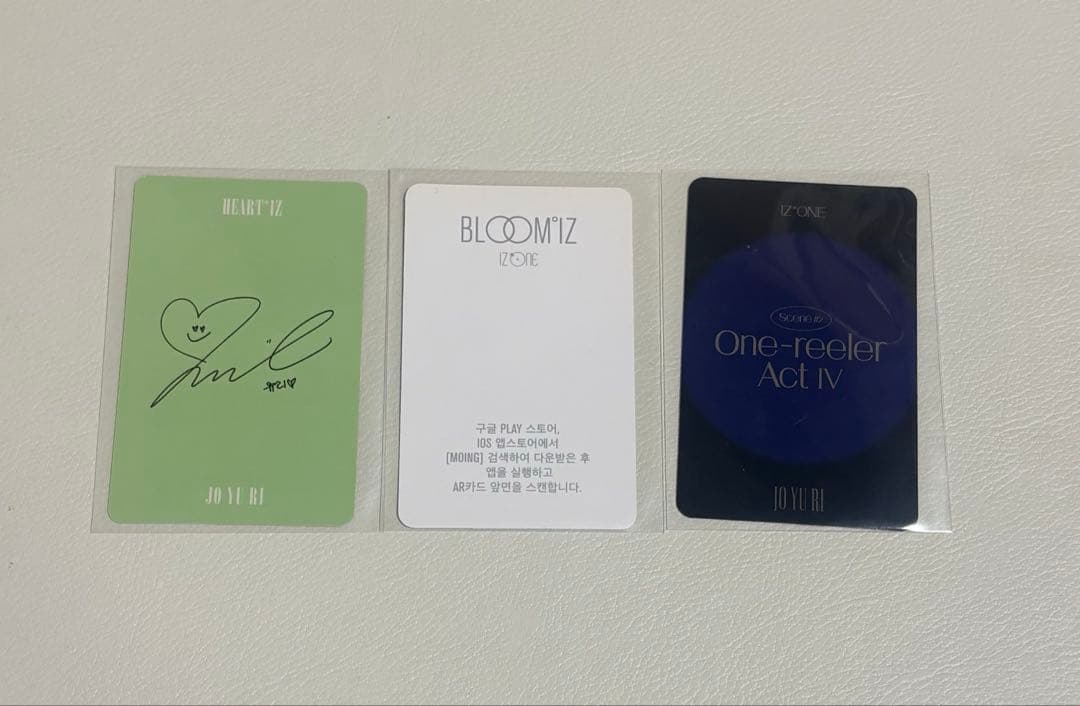 HEART*IZ
유리♡
JO YU RI
BLOOM°IZ
IZ*ONE
구글 PLAY 스토어,
IOS 앱스토어에서
[MOING] 검색하여 다운받은 후
앱을 실행하고
AR카드 앞면을 스캔합니다.
IZ*ONE
Scene #2
One-reeler
Act IV
JO YU RI